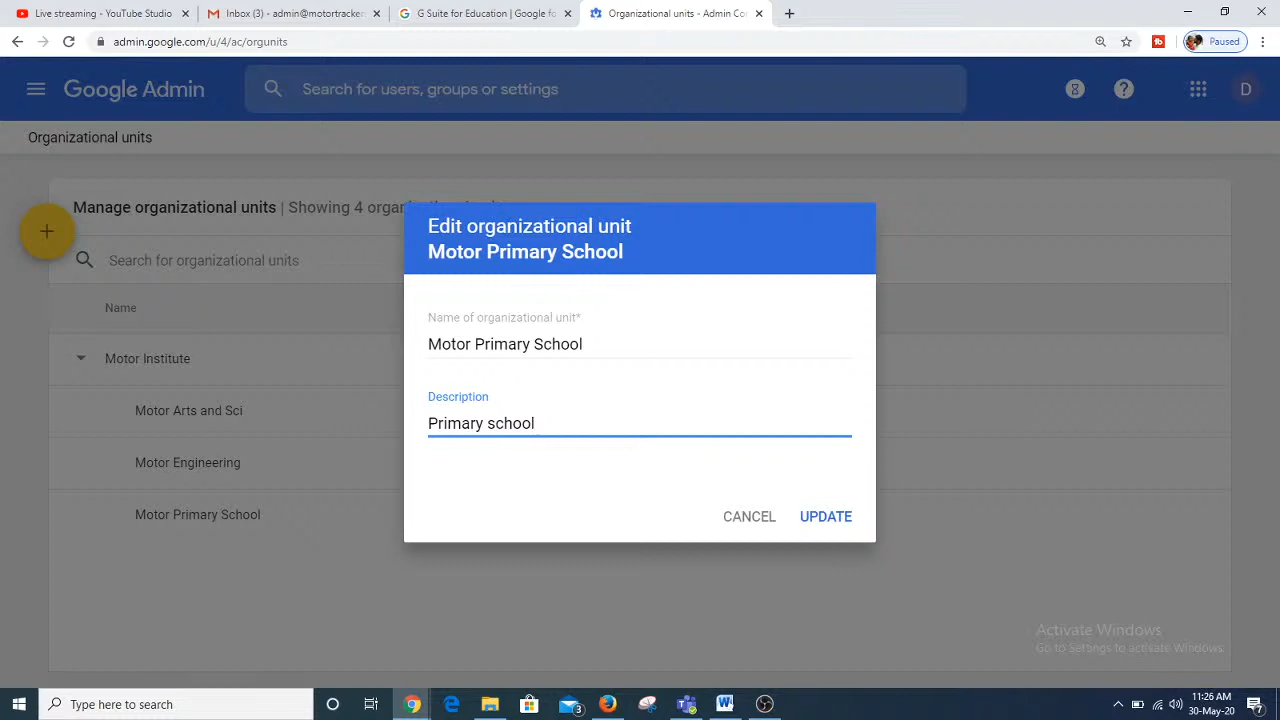 Live stream - YouTube Studio
Inbox (3) - admin@motortracker
G Suite for Education | Google fo
Organizational units - Admin Co
admin.google.com/u/4/ac/orgunits
Paused
Google Admin
Search for users, groups or settings
D
Organizational units
Manage organizational units | Showing 4 organ
Search for organizational units
Name
Motor Institute
Motor Arts and Sci
Motor Engineering
Motor Primary School
Edit organizational unit
Motor Primary School
Name of organizational unit*
Motor Primary School
Description
Primary school
CANCEL
UPDATE
Activate Windows
Go to Settings to activate Windows.
Type here to search
3
11:26 AM
30-May-20
2